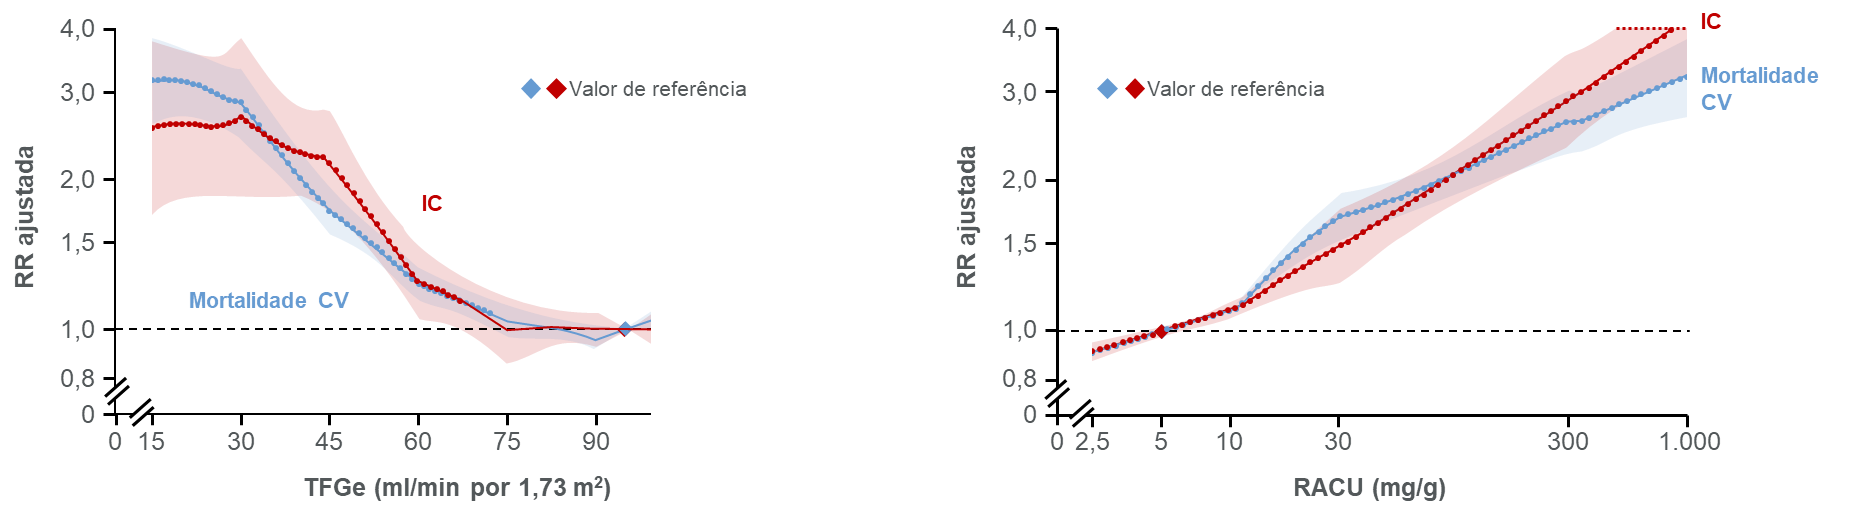 4,0
3,0
2,0
1,5
1,0
0,8
0
RR ajustada
Valor de referência
IC
Mortalidade CV
0 15 30 45 60 75 90
TFGe (ml/min por 1,73 m²)
4,0
3,0
2,0
1,5
1,0
0,8
0
RR ajustada
Valor de referência
IC
Mortalidade
CV
0 2,5 5 10 30 300 1.000
RACU (mg/g)